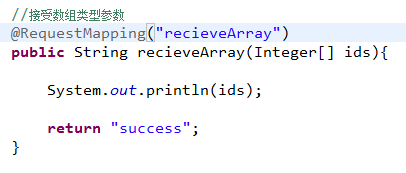 //接受数组类型参数
@RequestMapping("recieveArray")
public String recieveArray(Integer[] ids){
System.out.println(ids);
return "success";
}